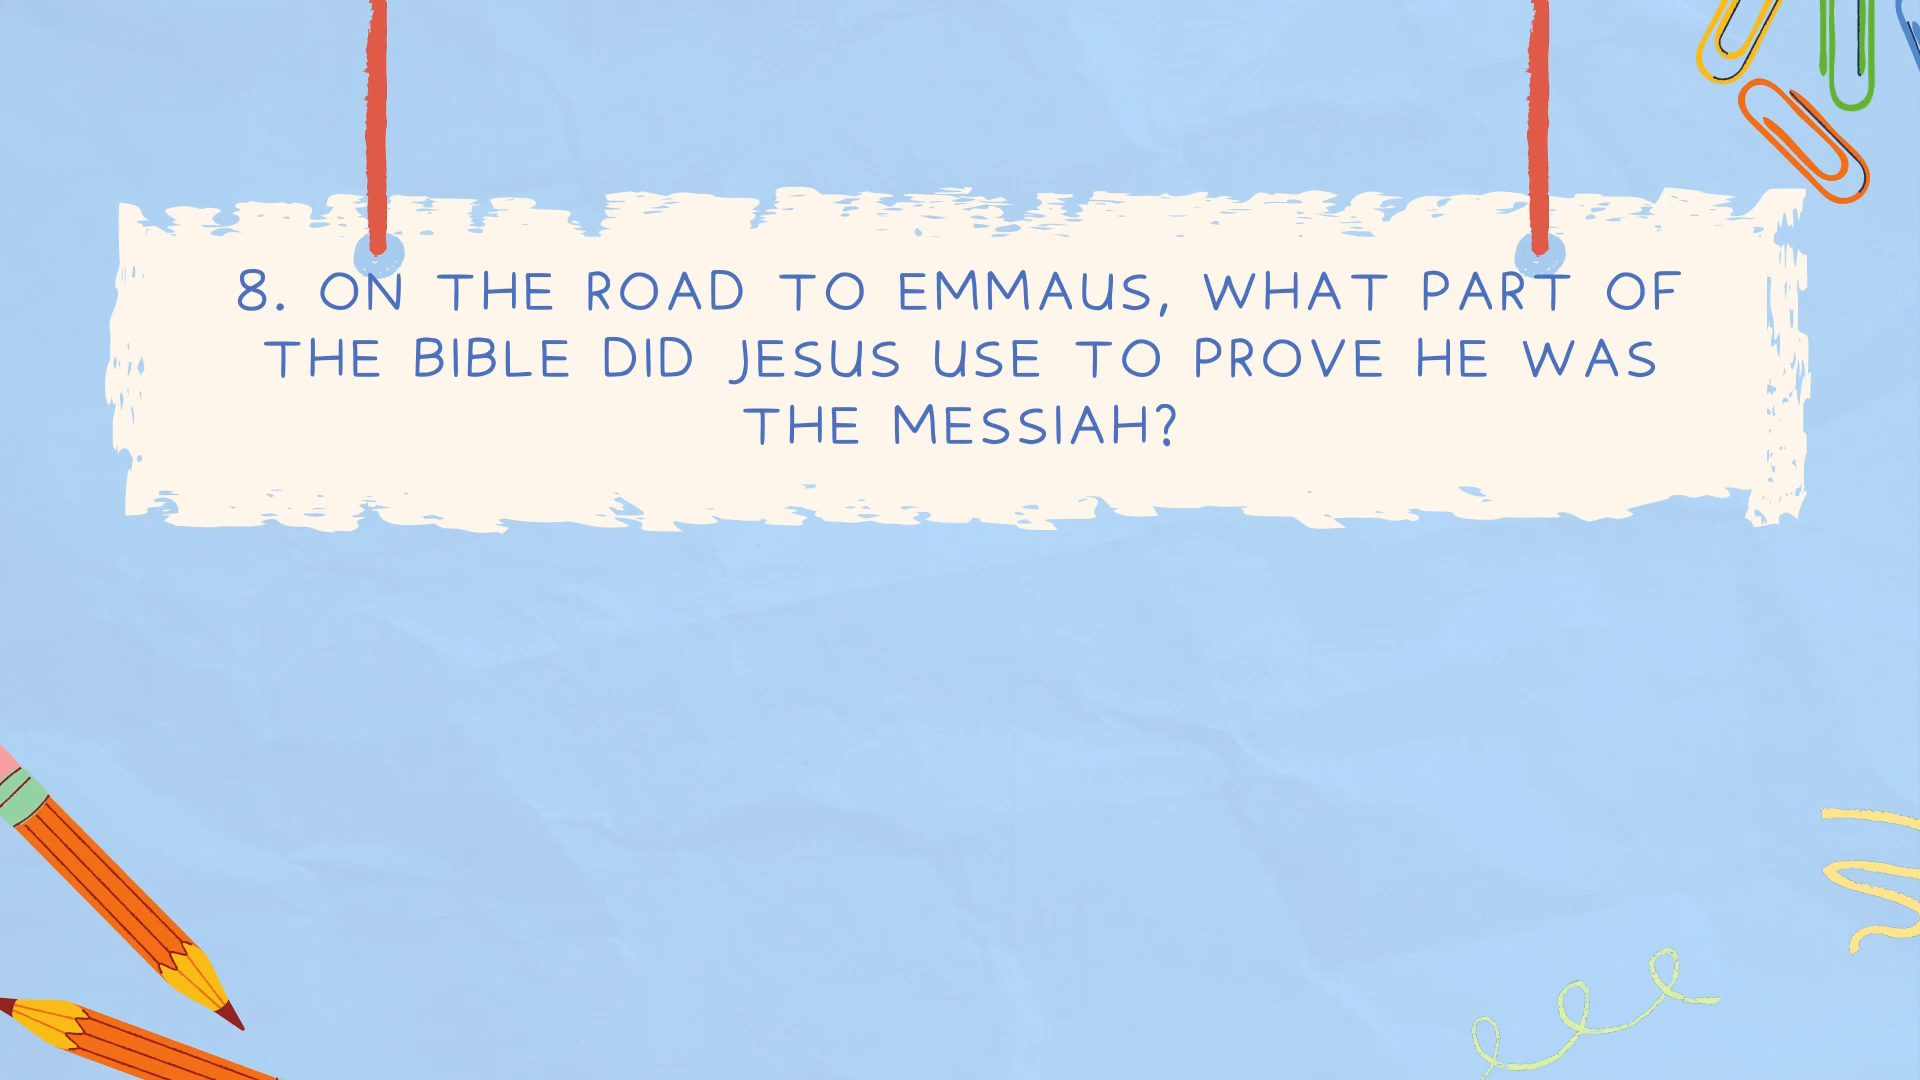 8. ON THE ROAD TO EMMAUS, WHAT PART OF
THE BIBLE DID JESUS USE TO PROVE HE WAS
THE MESSIAH?